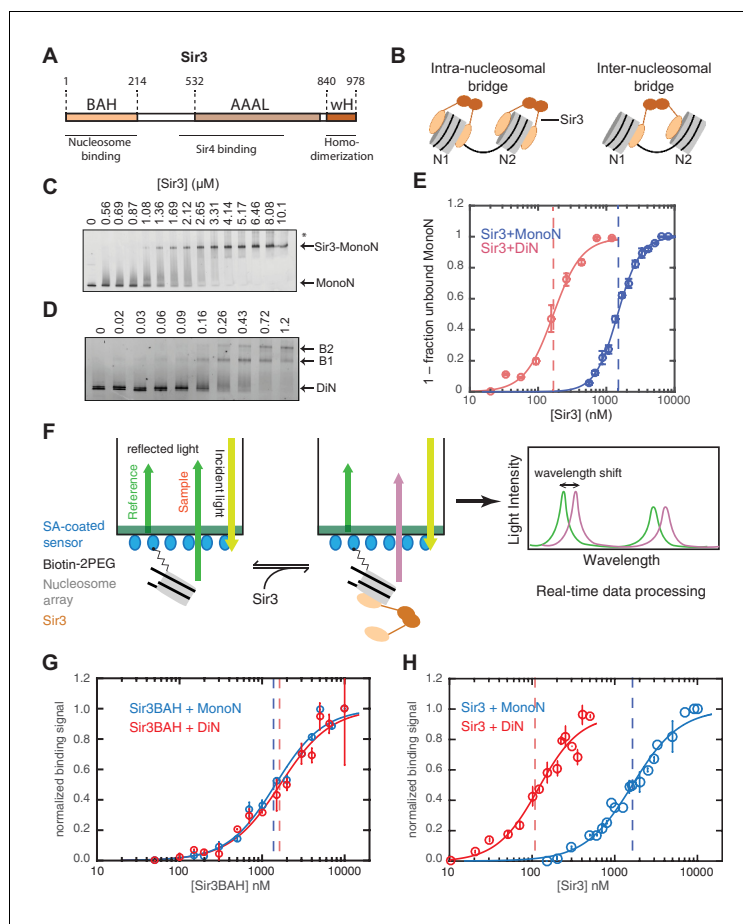 A
Sir3
1 214 532 840 978
BAH AAAL wH
Nucleosome binding
Sir4 binding
Homo-dimerization
B
Intra-nucleosomal bridge
Inter-nucleosomal bridge
Sir3
N1 N2 N1 N2
C
[Sir3] (µM)
0 0.56 0.69 0.87 1.08 1.36 1.69 2.12 2.65 3.31 4.14 5.17 6.46 8.08 10.1
*
Sir3-MonoN
MonoN
D
0 0.02 0.03 0.06 0.09 0.16 0.26 0.43 0.72 1.2
B2
B1
DiN
E
Sir3+MonoN
Sir3+DiN
1 – fraction unbound MonoN
1
0.8
0.6
0.4
0.2
0
10 100 1000 10000
[Sir3] (nM)
F
reflected light
Reference
Sample
Incident light
SA-coated sensor
Biotin-2PEG
Nucleosome array
Sir3
Sir3
Light Intensity
wavelength shift
Wavelength
Real-time data processing
G
Sir3BAH + MonoN
Sir3BAH + DiN
normalized binding signal
1.2
1.0
0.8
0.6
0.4
0.2
0.0
100 1000 10000
[Sir3BAH] nM
H
Sir3 + MonoN
Sir3 + DiN
normalized binding signal
1.2
1.0
0.8
0.6
0.4
0.2
0.0
10 100 1000 10000
[Sir3] nM